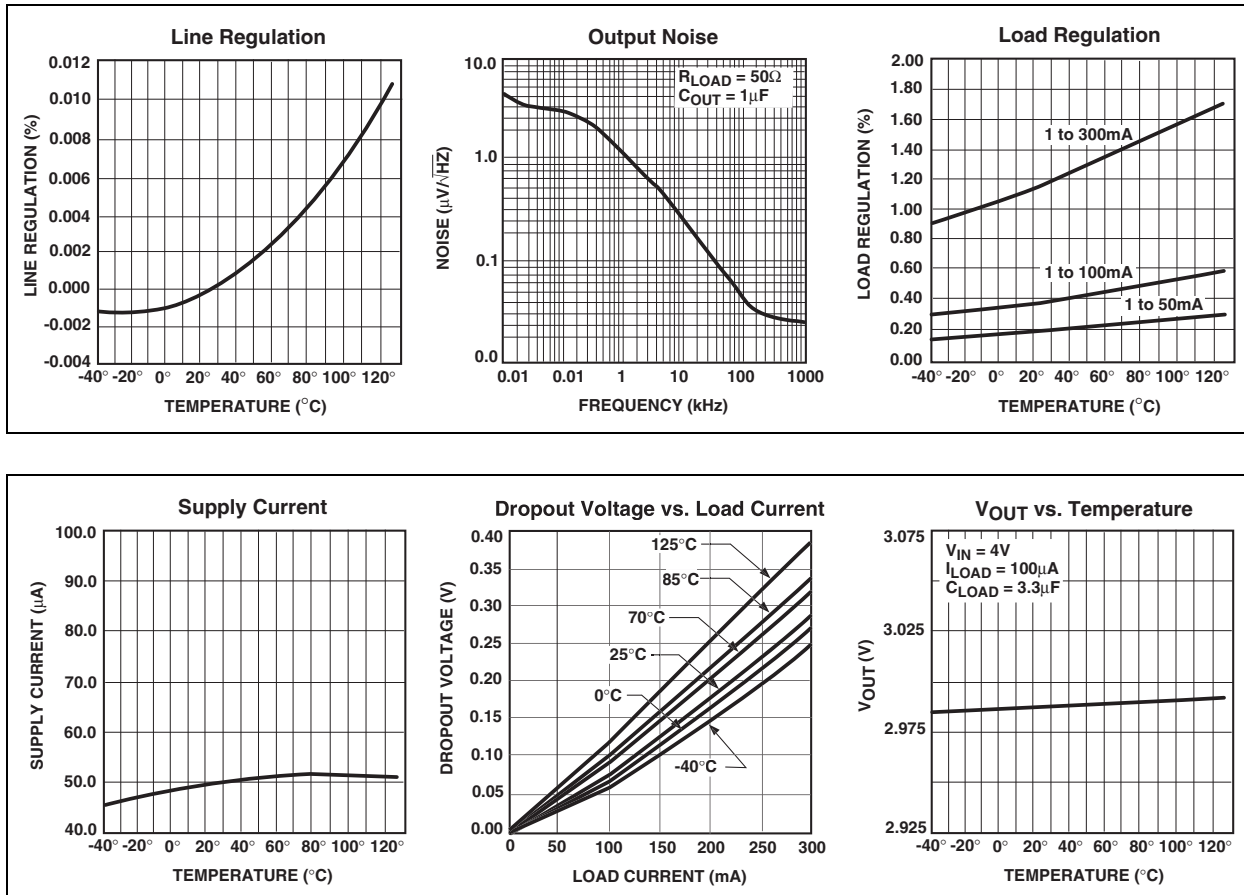 Line Regulation
LINE REGULATION (%)
0.012
0.010
0.008
0.006
0.004
0.002
0.000
-0.002
-0.004
-40° -20° 0° 20° 40° 60° 80° 100° 120°
TEMPERATURE (°C)
Output Noise
NOISE (μV/√HZ)
10.0
1.0
0.1
0.0
RLOAD = 50Ω
COUT = 1μF
0.01 0.01 1 10 100 1000
FREQUENCY (kHz)
Load Regulation
LOAD REGULATION (%)
2.00
1.80
1.60
1.40
1.20
1.00
0.80
0.60
0.40
0.20
0.00
1 to 300mA
1 to 100mA
1 to 50mA
-40° -20° 0° 20° 40° 60° 80° 100° 120°
TEMPERATURE (°C)
Supply Current
SUPPLY CURRENT (μA)
100.0
90.0
80.0
70.0
60.0
50.0
40.0
-40° -20° 0° 20° 40° 60° 80° 100° 120°
TEMPERATURE (°C)
Dropout Voltage vs. Load Current
DROPOUT VOLTAGE (V)
0.40
0.35
0.30
0.25
0.20
0.15
0.10
0.05
0.00
125°C
85°C
70°C
25°C
0°C
-40°C
0 50 100 150 200 250 300
LOAD CURRENT (mA)
VOUT vs. Temperature
VOUT (V)
3.075
3.025
2.975
2.925
VIN = 4V
ILOAD = 100μA
CLOAD = 3.3μF
-40° -20° 0° 20° 40° 60° 80° 100° 120°
TEMPERATURE (°C)